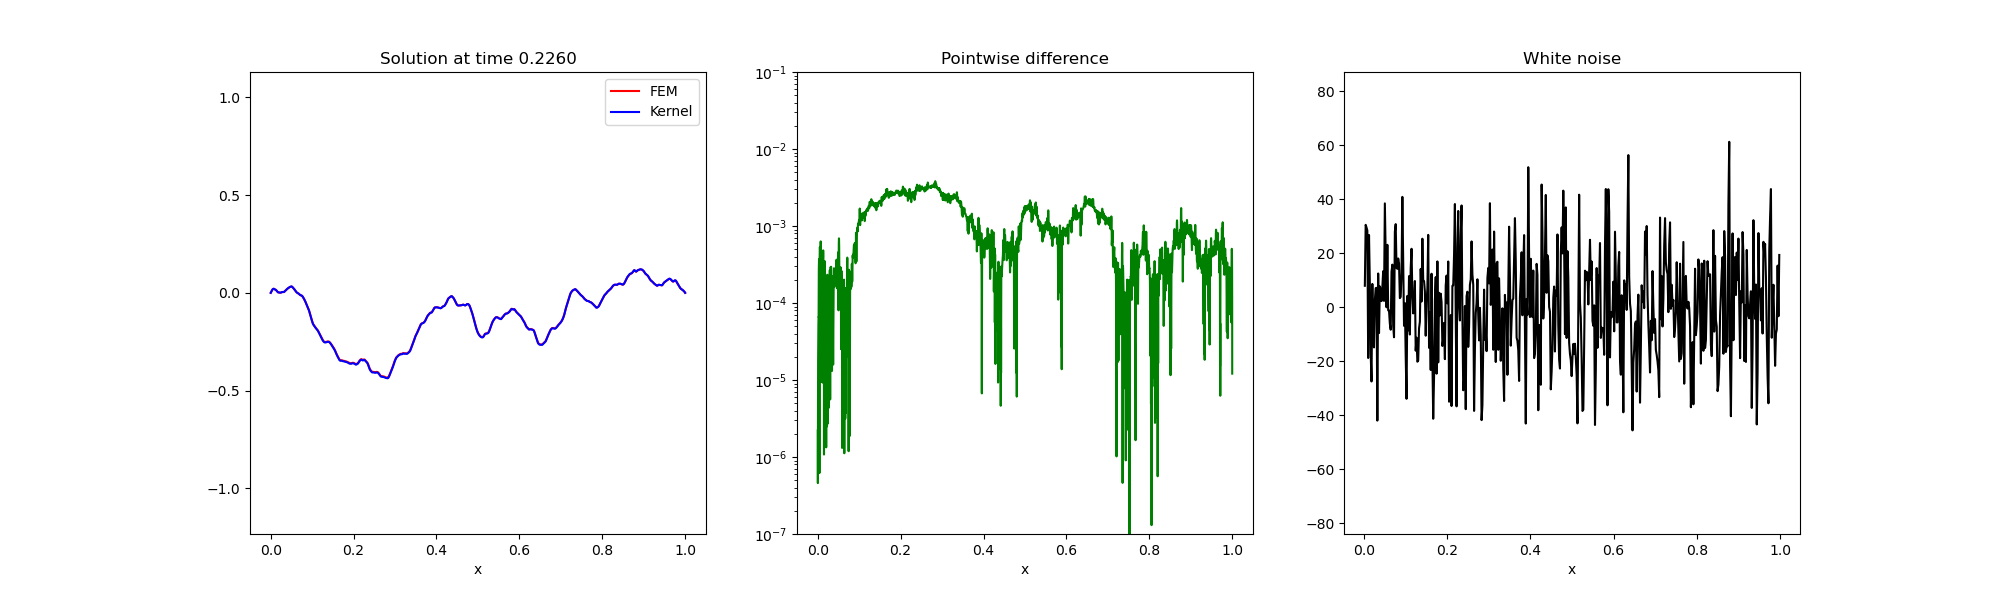 Solution at time 0.2260
1.0
0.5
0.0
−0.5
−1.0
0.0 0.2 0.4 0.6 0.8 1.0
x
FEM
Kernel
Pointwise difference
10⁻¹
10⁻²
10⁻³
10⁻⁴
10⁻⁵
10⁻⁶
10⁻⁷
0.0 0.2 0.4 0.6 0.8 1.0
x
White noise
80
60
40
20
0
−20
−40
−60
−80
0.0 0.2 0.4 0.6 0.8 1.0
x